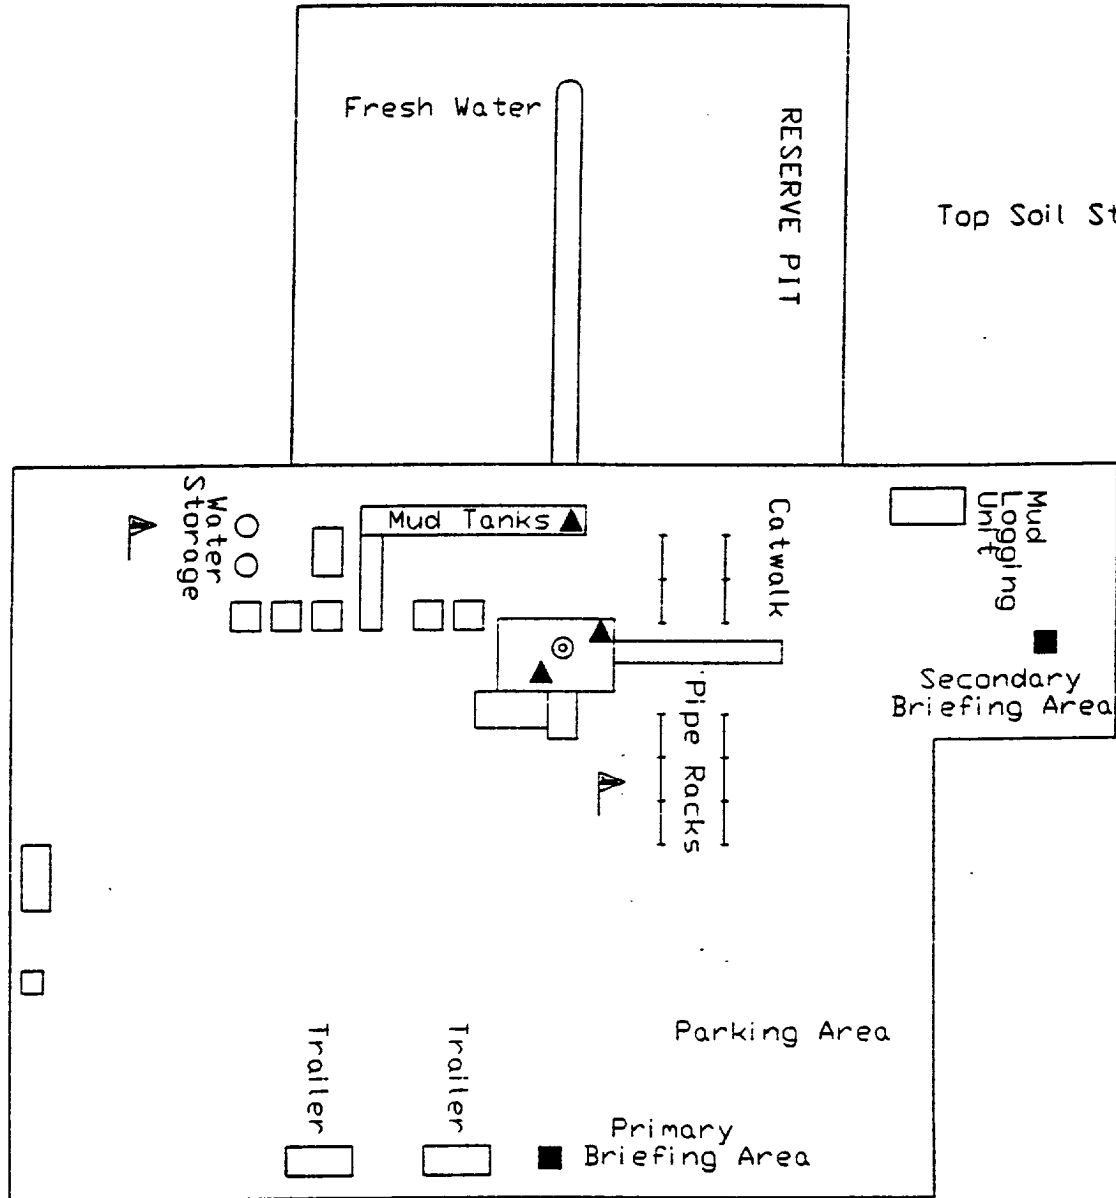 Fresh Water
RESERVE PIT
Top Soil St
Water
Storage
Mud Tanks
Catwalk
Mud
Logging
Unit
Secondary
Briefing Area
Pipe Racks
Parking Area
Trailer
Trailer
Primary
Briefing Area